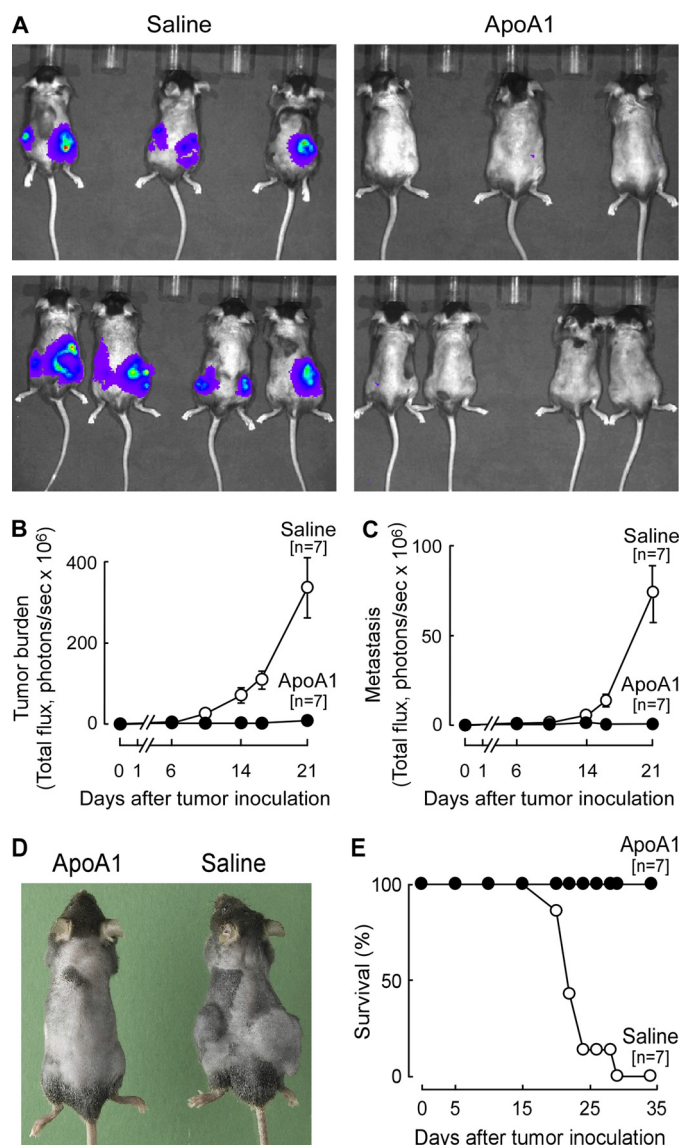 A
Saline
ApoA1
B
Tumor burden
(Total flux, photons/sec x 10⁶)
400
200
0
Saline
[n=7]
ApoA1
[n=7]
0 1 6 14 21
Days after tumor inoculation
C
Metastasis
(Total flux, photons/sec x 10⁶)
100
50
0
Saline
[n=7]
ApoA1
[n=7]
0 1 6 14 21
Days after tumor inoculation
D
ApoA1
Saline
E
Survival (%)
100
50
0
ApoA1
[n=7]
Saline
[n=7]
0 5 15 25 35
Days after tumor inoculation